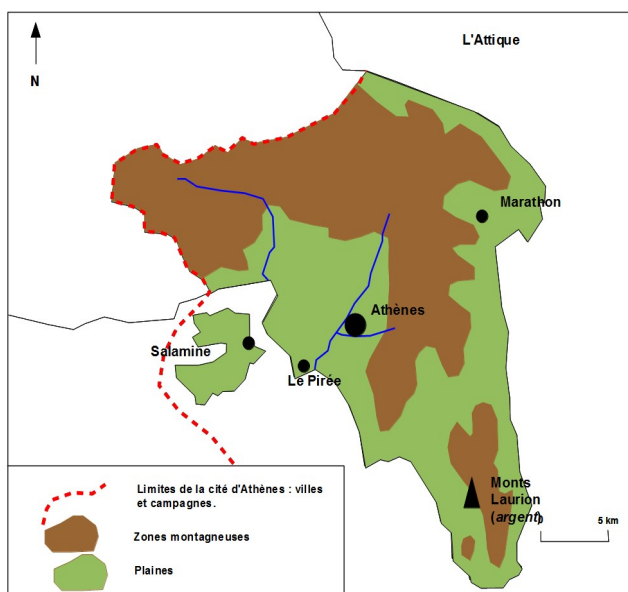 L'Attique
N
Marathon
Athènes
Salamine
Le Pirée
Monts
Laurion
(argent)
0
5 km
Limites de la cité d'Athènes : villes
et campagnes.
Zones montagneuses
Plaines